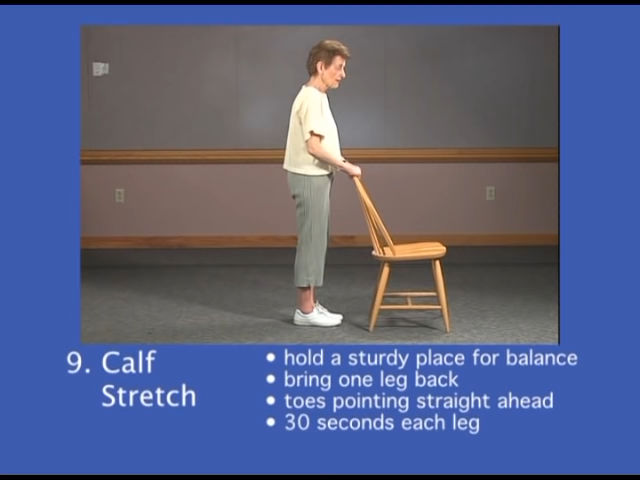 9. Calf
Stretch
• hold a sturdy place for balance
• bring one leg back
• toes pointing straight ahead
• 30 seconds each leg